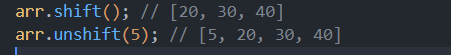 arr.shift(); // [20, 30, 40]
arr.unshift(5); // [5, 20, 30, 40]